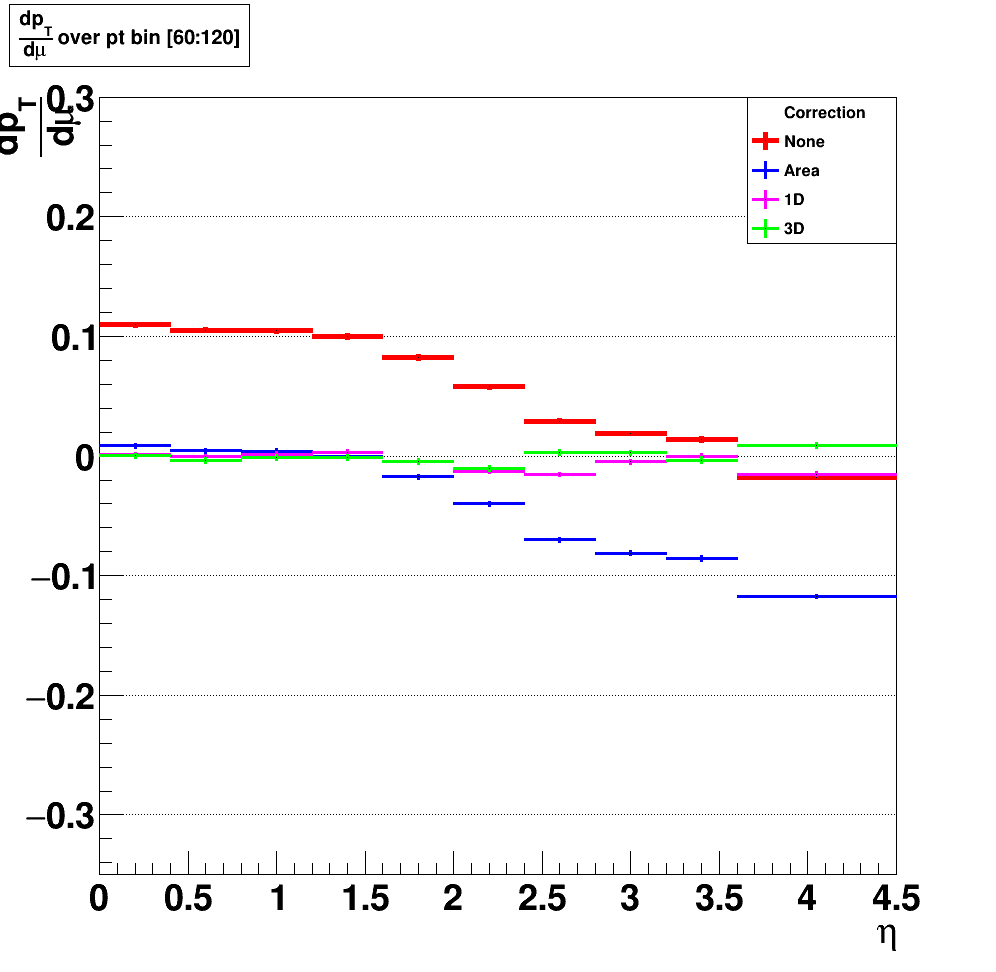 dp_T
dμ over pt bin [60:120]
dp_T
dμ
0.3
0.2
0.1
0
−0.1
−0.2
−0.3
Correction
None
Area
1D
3D
0 0.5 1 1.5 2 2.5 3 3.5 4 4.5
η